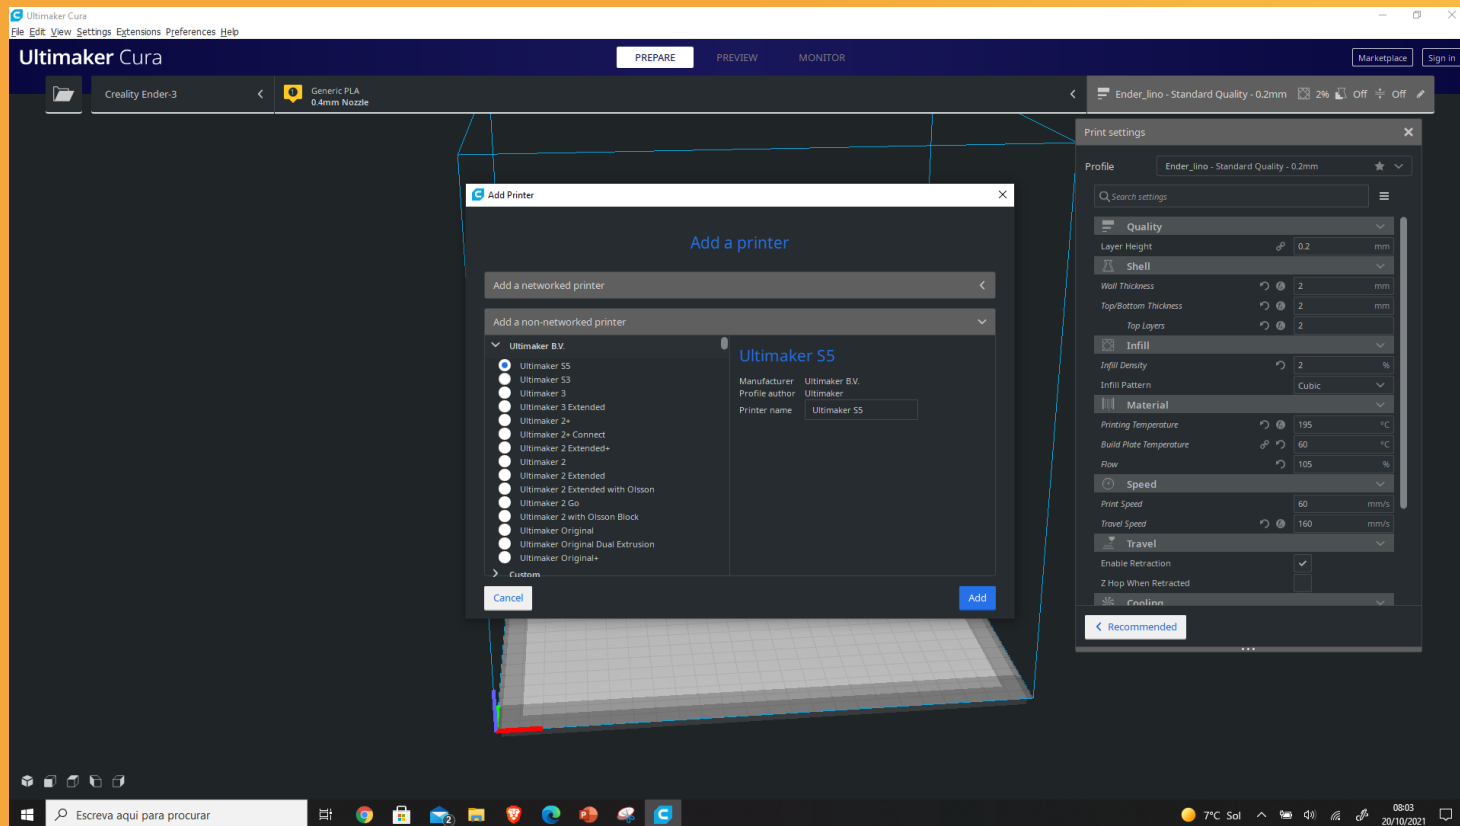 Ultimaker Cura
File Edit View Settings Extensions Preferences Help
Ultimaker Cura
PREPARE PREVIEW MONITOR
Marketplace Sign in
Creality Ender-3
Generic PLA
0.4mm Nozzle
Ender_lino - Standard Quality - 0.2mm 2% Off Off
Print settings
Profile Ender_lino - Standard Quality - 0.2mm
Search settings
Quality
Layer Height 0.2 mm
Shell
Wall Thickness 2 mm
Top/Bottom Thickness 2 mm
Top Layers 2
Infill
Infill Density 2 %
Infill Pattern Cubic
Material
Printing Temperature 195 °C
Build Plate Temperature 60 °C
Flow 105 %
Speed
Print Speed 60 mm/s
Travel Speed 160 mm/s
Travel
Enable Retraction
Z Hop When Retracted
Cooling
Recommended
Add Printer
Add a printer
Add a networked printer
Add a non-networked printer
Ultimaker B.V.
Ultimaker S5
Ultimaker S3
Ultimaker 3
Ultimaker 3 Extended
Ultimaker 2+
Ultimaker 2+ Connect
Ultimaker 2 Extended+
Ultimaker 2
Ultimaker 2 Extended
Ultimaker 2 Extended with Olsson
Ultimaker 2 Go
Ultimaker 2 with Olsson Block
Ultimaker Original
Ultimaker Original Dual Extrusion
Ultimaker Original+
Custom
Ultimaker S5
Manufacturer Ultimaker B.V.
Profile author Ultimaker
Printer name Ultimaker S5
Cancel Add
Escreva aqui para procurar
2
7°C Sol
08:03
20/10/2021